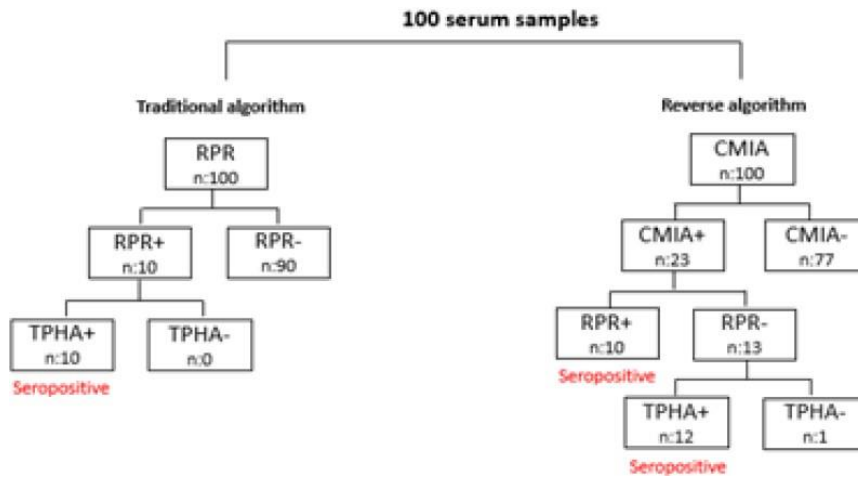 100 serum samples
Traditional algorithm
RPR
n:100
RPR+
n:10
RPR-
n:90
TPHA+
n:10
TPHA-
n:0
Seropositive
Reverse algorithm
CMIA
n:100
CMIA+
n:23
CMIA-
n:77
RPR+
n:10
RPR-
n:13
Seropositive
TPHA+
n:12
TPHA-
n:1
Seropositive